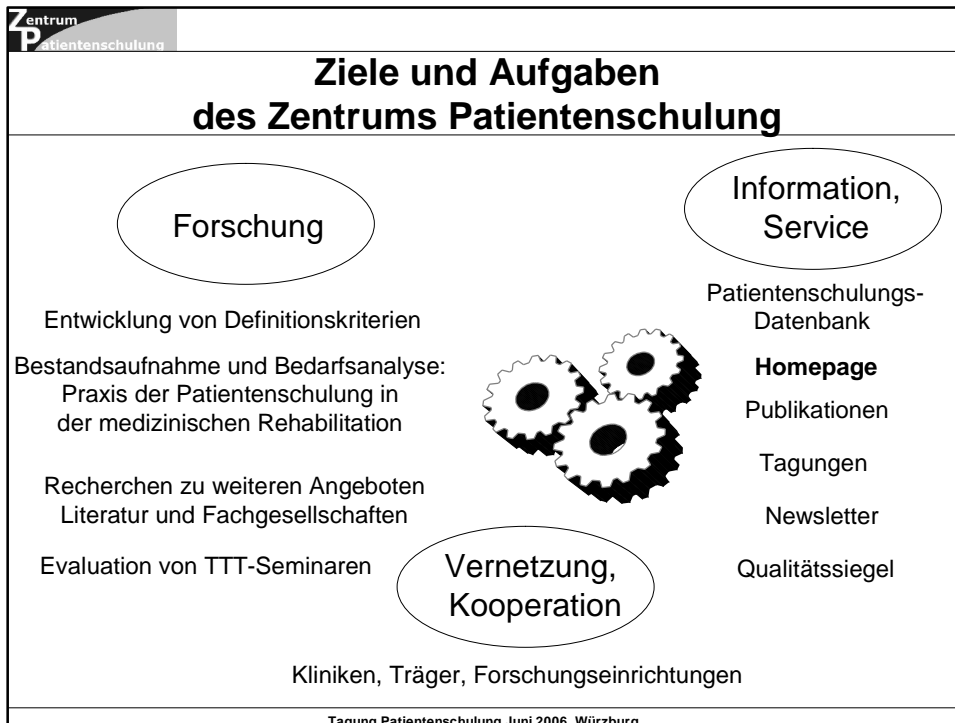 Zentrum
Patientenschulung
Ziele und Aufgaben
des Zentrums Patientenschulung
Forschung
Entwicklung von Definitionskriterien
Bestandsaufnahme und Bedarfsanalyse:
Praxis der Patientenschulung in
der medizinischen Rehabilitation
Recherchen zu weiteren Angeboten
Literatur und Fachgesellschaften
Evaluation von TTT-Seminaren
Information,
Service
Patientenschulungs-
Datenbank
Homepage
Publikationen
Tagungen
Newsletter
Qualitätssiegel
Vernetzung,
Kooperation
Kliniken, Träger, Forschungseinrichtungen
Tagung Patientenschulung Juni 2006, Würzburg